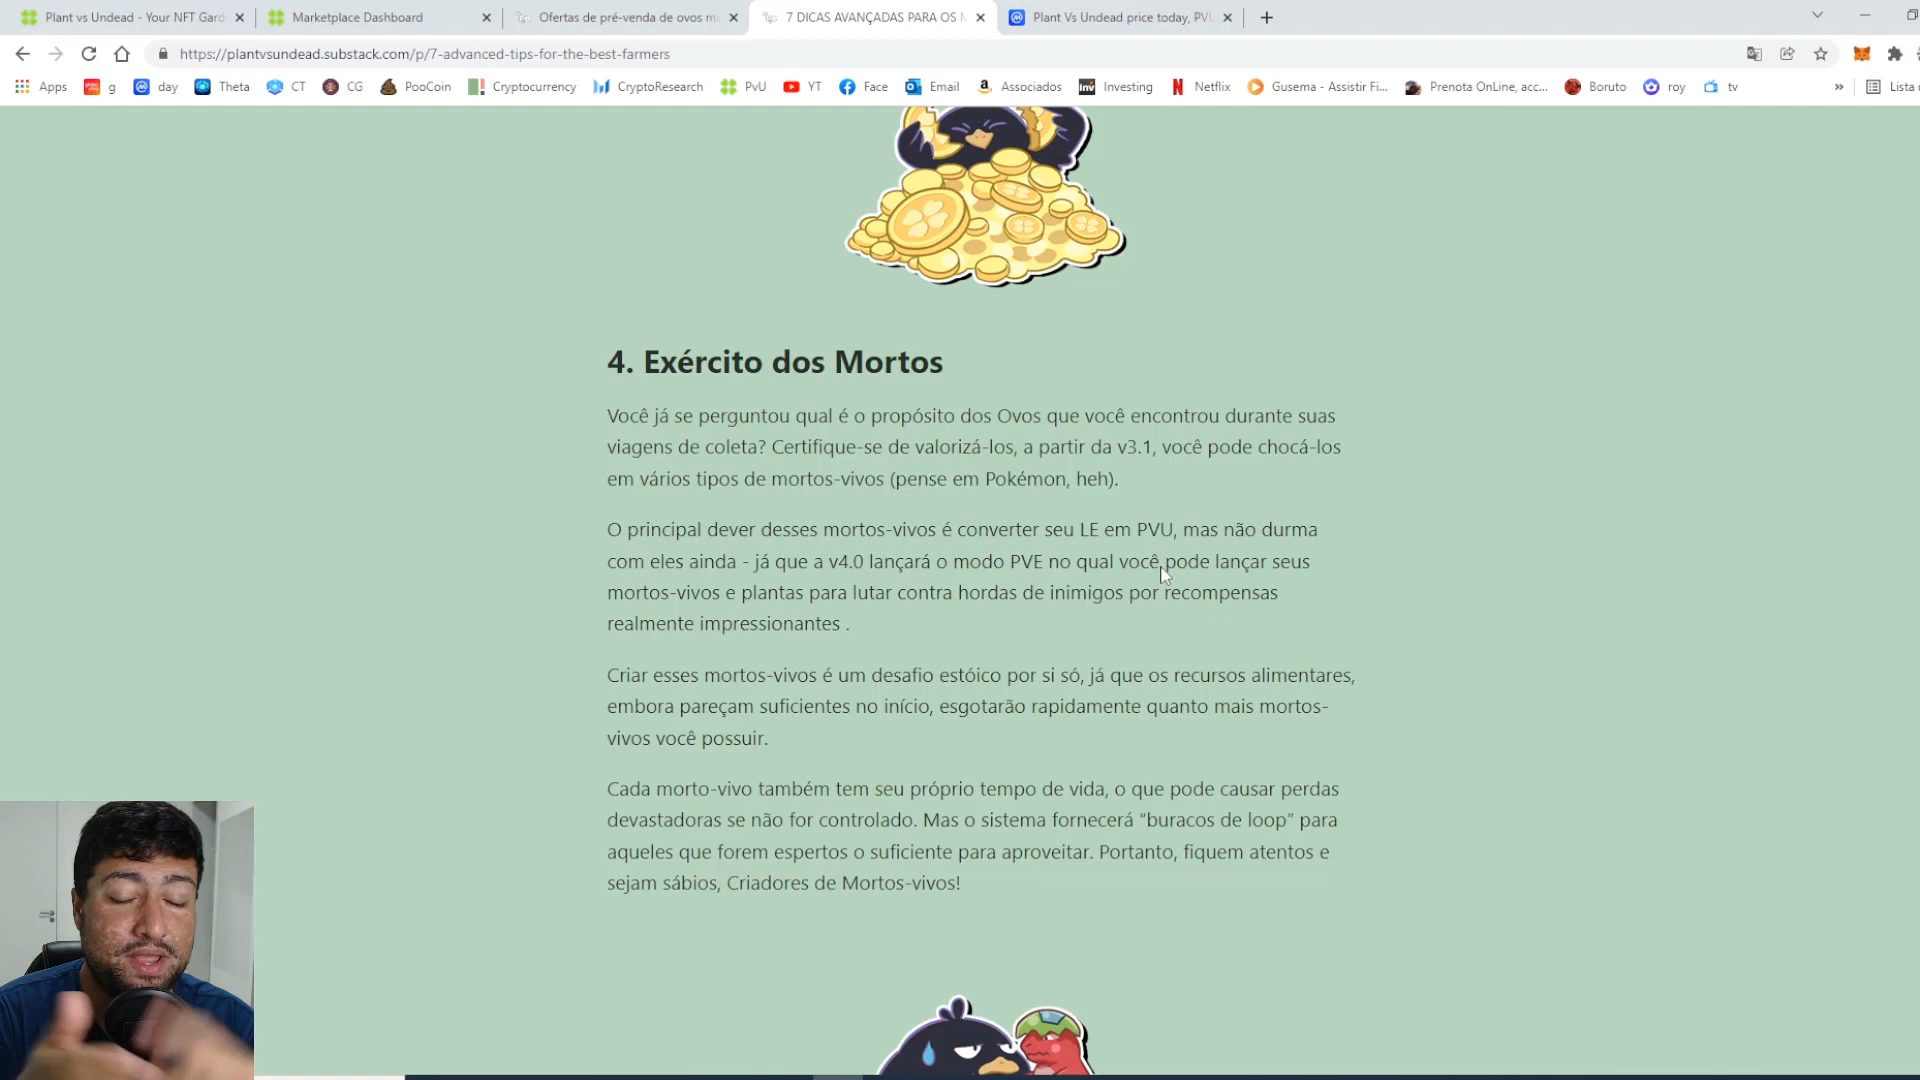 Plant vs Undead - Your NFT Gard
Marketplace Dashboard
Ofertas de pré-venda de ovos m
7 DICAS AVANÇADAS PARA OS
Plant Vs Undead price today, PVU
https://plantvsundead.substack.com/p/7-advanced-tips-for-the-best-farmers
Apps
g
day
Theta
CT
CG
PooCoin
Cryptocurrency
CryptoResearch
PvU
YT
Face
Email
Associados
Inv
Investing
Netflix
Gusema - Assistir Fi...
Prenota OnLine, acc...
Boruto
roy
tv
»
Lista
4. Exército dos Mortos
Você já se perguntou qual é o propósito dos Ovos que você encontrou durante suas
viagens de coleta? Certifique-se de valorizá-los, a partir da v3.1, você pode chocá-los
em vários tipos de mortos-vivos (pense em Pokémon, heh).
O principal dever desses mortos-vivos é converter seu LE em PVU, mas não durma
com eles ainda - já que a v4.0 lançará o modo PVE no qual você pode lançar seus
mortos-vivos e plantas para lutar contra hordas de inimigos por recompensas
realmente impressionantes .
Criar esses mortos-vivos é um desafio estóico por si só, já que os recursos alimentares,
embora pareçam suficientes no início, esgotarão rapidamente quanto mais mortos-
vivos você possuir.
Cada morto-vivo também tem seu próprio tempo de vida, o que pode causar perdas
devastadoras se não for controlado. Mas o sistema fornecerá “buracos de loop” para
aqueles que forem espertos o suficiente para aproveitar. Portanto, fiquem atentos e
sejam sábios, Criadores de Mortos-vivos!